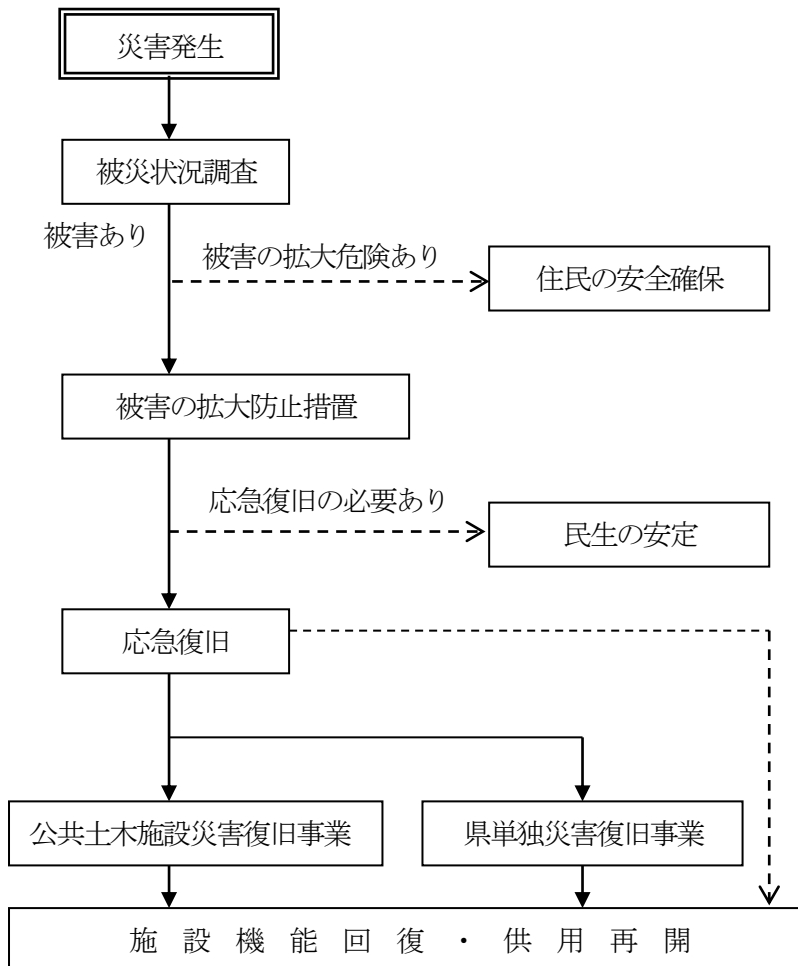 災害発生
被災状況調査
被害あり
被害の拡大危険あり
住民の安全確保
被害の拡大防止措置
応急復旧の必要あり
民生の安定
応急復旧
公共土木施設災害復旧事業
県単独災害復旧事業
施設機能回復・供用再開